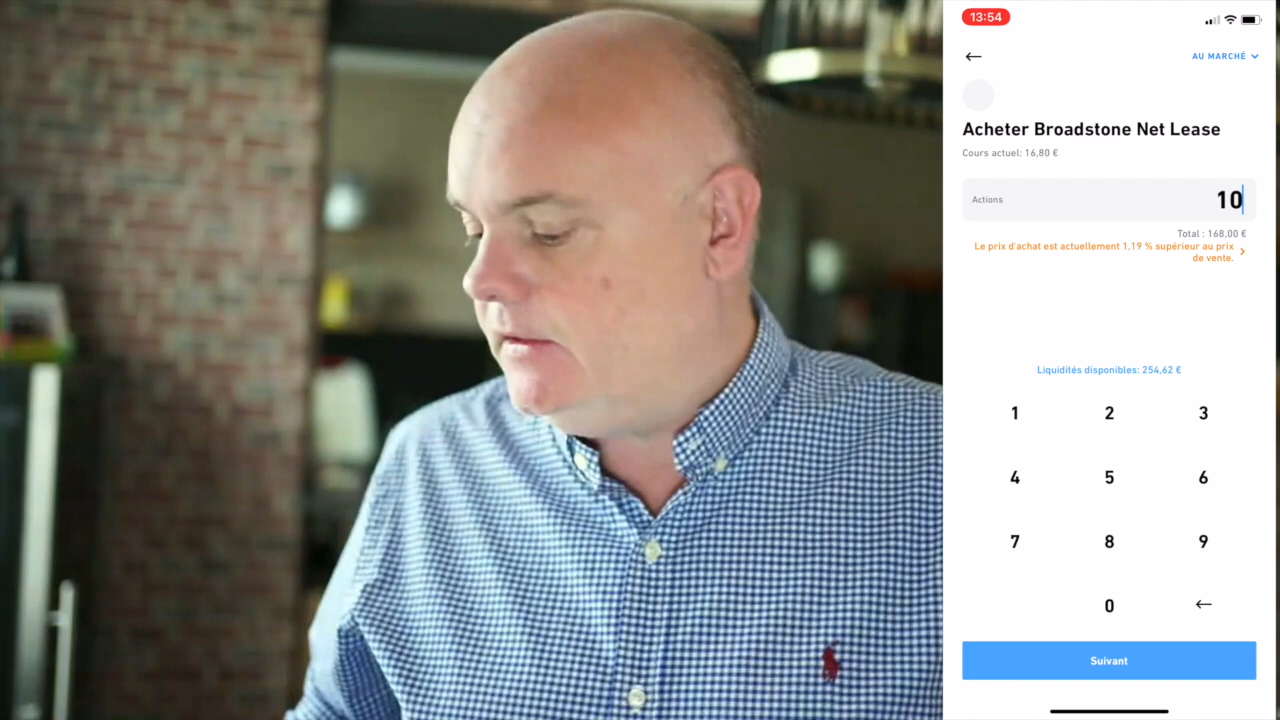 13:54
AU MARCHÉ
Acheter Broadstone Net Lease
Cours actuel: 16,80 €
Actions
10
Total : 168,00 €
Le prix d'achat est actuellement 1,19 % supérieur au prix
de vente.
Liquidités disponibles: 254,62 €
1 2 3
4 5 6
7 8 9
0
Suivant